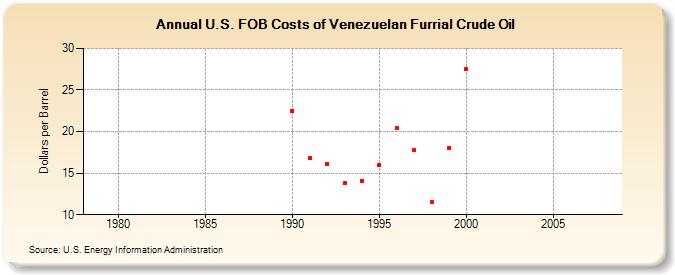 Annual U.S. FOB Costs of Venezuelan Furrial Crude Oil
Dollars per Barrel
30
25
20
15
10
1980 1985 1990 1995 2000 2005
Source: U.S. Energy Information Administration